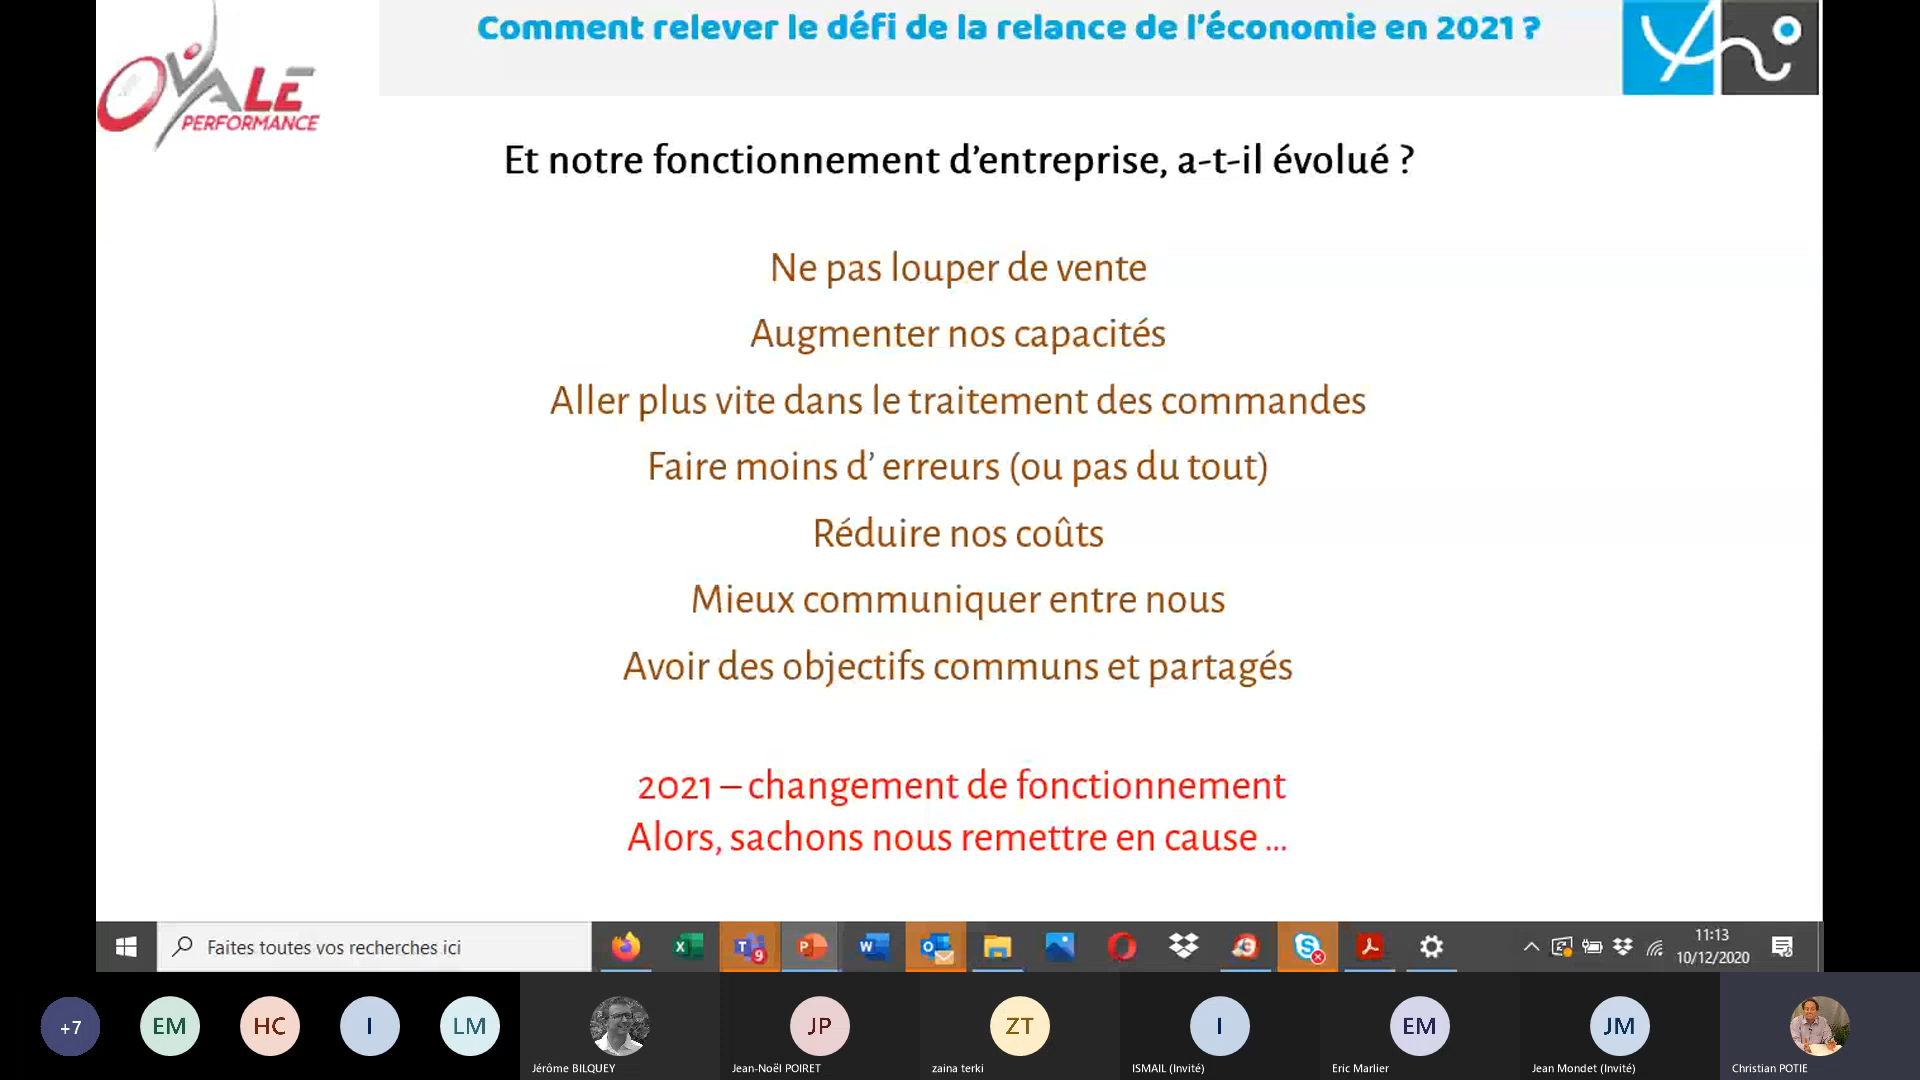 Comment relever le défi de la relance de l'économie en 2021 ?
OVALE
PERFORMANCE
Et notre fonctionnement d'entreprise, a-t-il évolué ?
Ne pas louper de vente
Augmenter nos capacités
Aller plus vite dans le traitement des commandes
Faire moins d' erreurs (ou pas du tout)
Réduire nos coûts
Mieux communiquer entre nous
Avoir des objectifs communs et partagés
2021 – changement de fonctionnement
Alors, sachons nous remettre en cause ...
Faites toutes vos recherches ici
9
11:13
10/12/2020
+7
EM
HC
I
LM
JP
ZT
I
EM
JM
Jérôme BILQUEY
Jean-Noël POIRET
zaina terki
ISMAIL (Invité)
Eric Marlier
Jean Mondet (Invité)
Christian POTIE